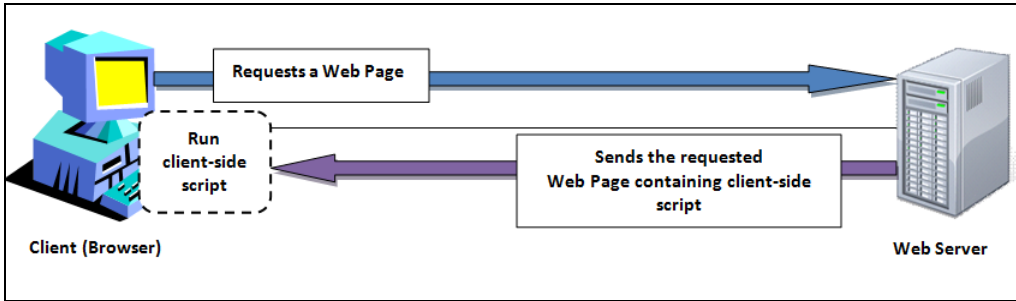 Requests a Web Page
Run
client-side
script
Sends the requested
Web Page containing client-side
script
Client (Browser)
Web Server